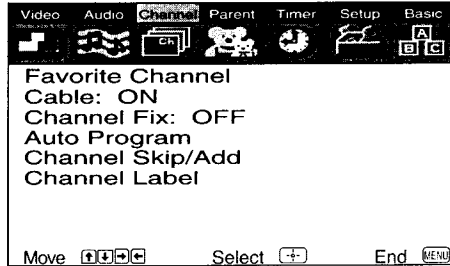 Video Audio Channel Parent Timer Setup Basic
Ch A B C
Favorite Channel
Cable: ON
Channel Fix: OFF
Auto Program
Channel Skip/Add
Channel Label
Move Select End MENU